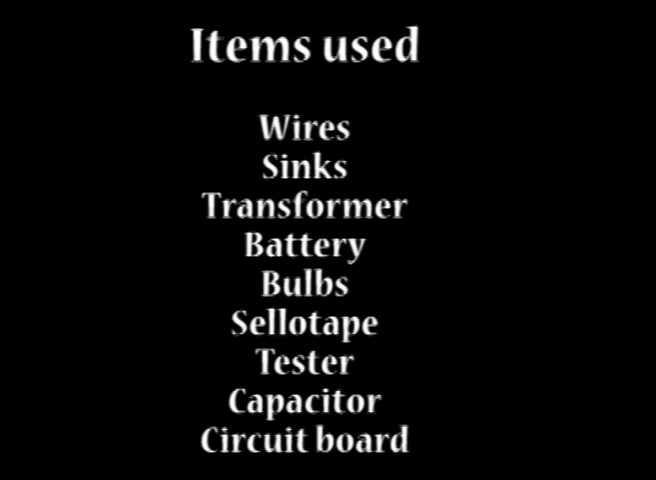 Items used
Wires
Sinks
Transformer
Battery
Bulbs
Sellotape
Tester
Capacitor
Circuit board